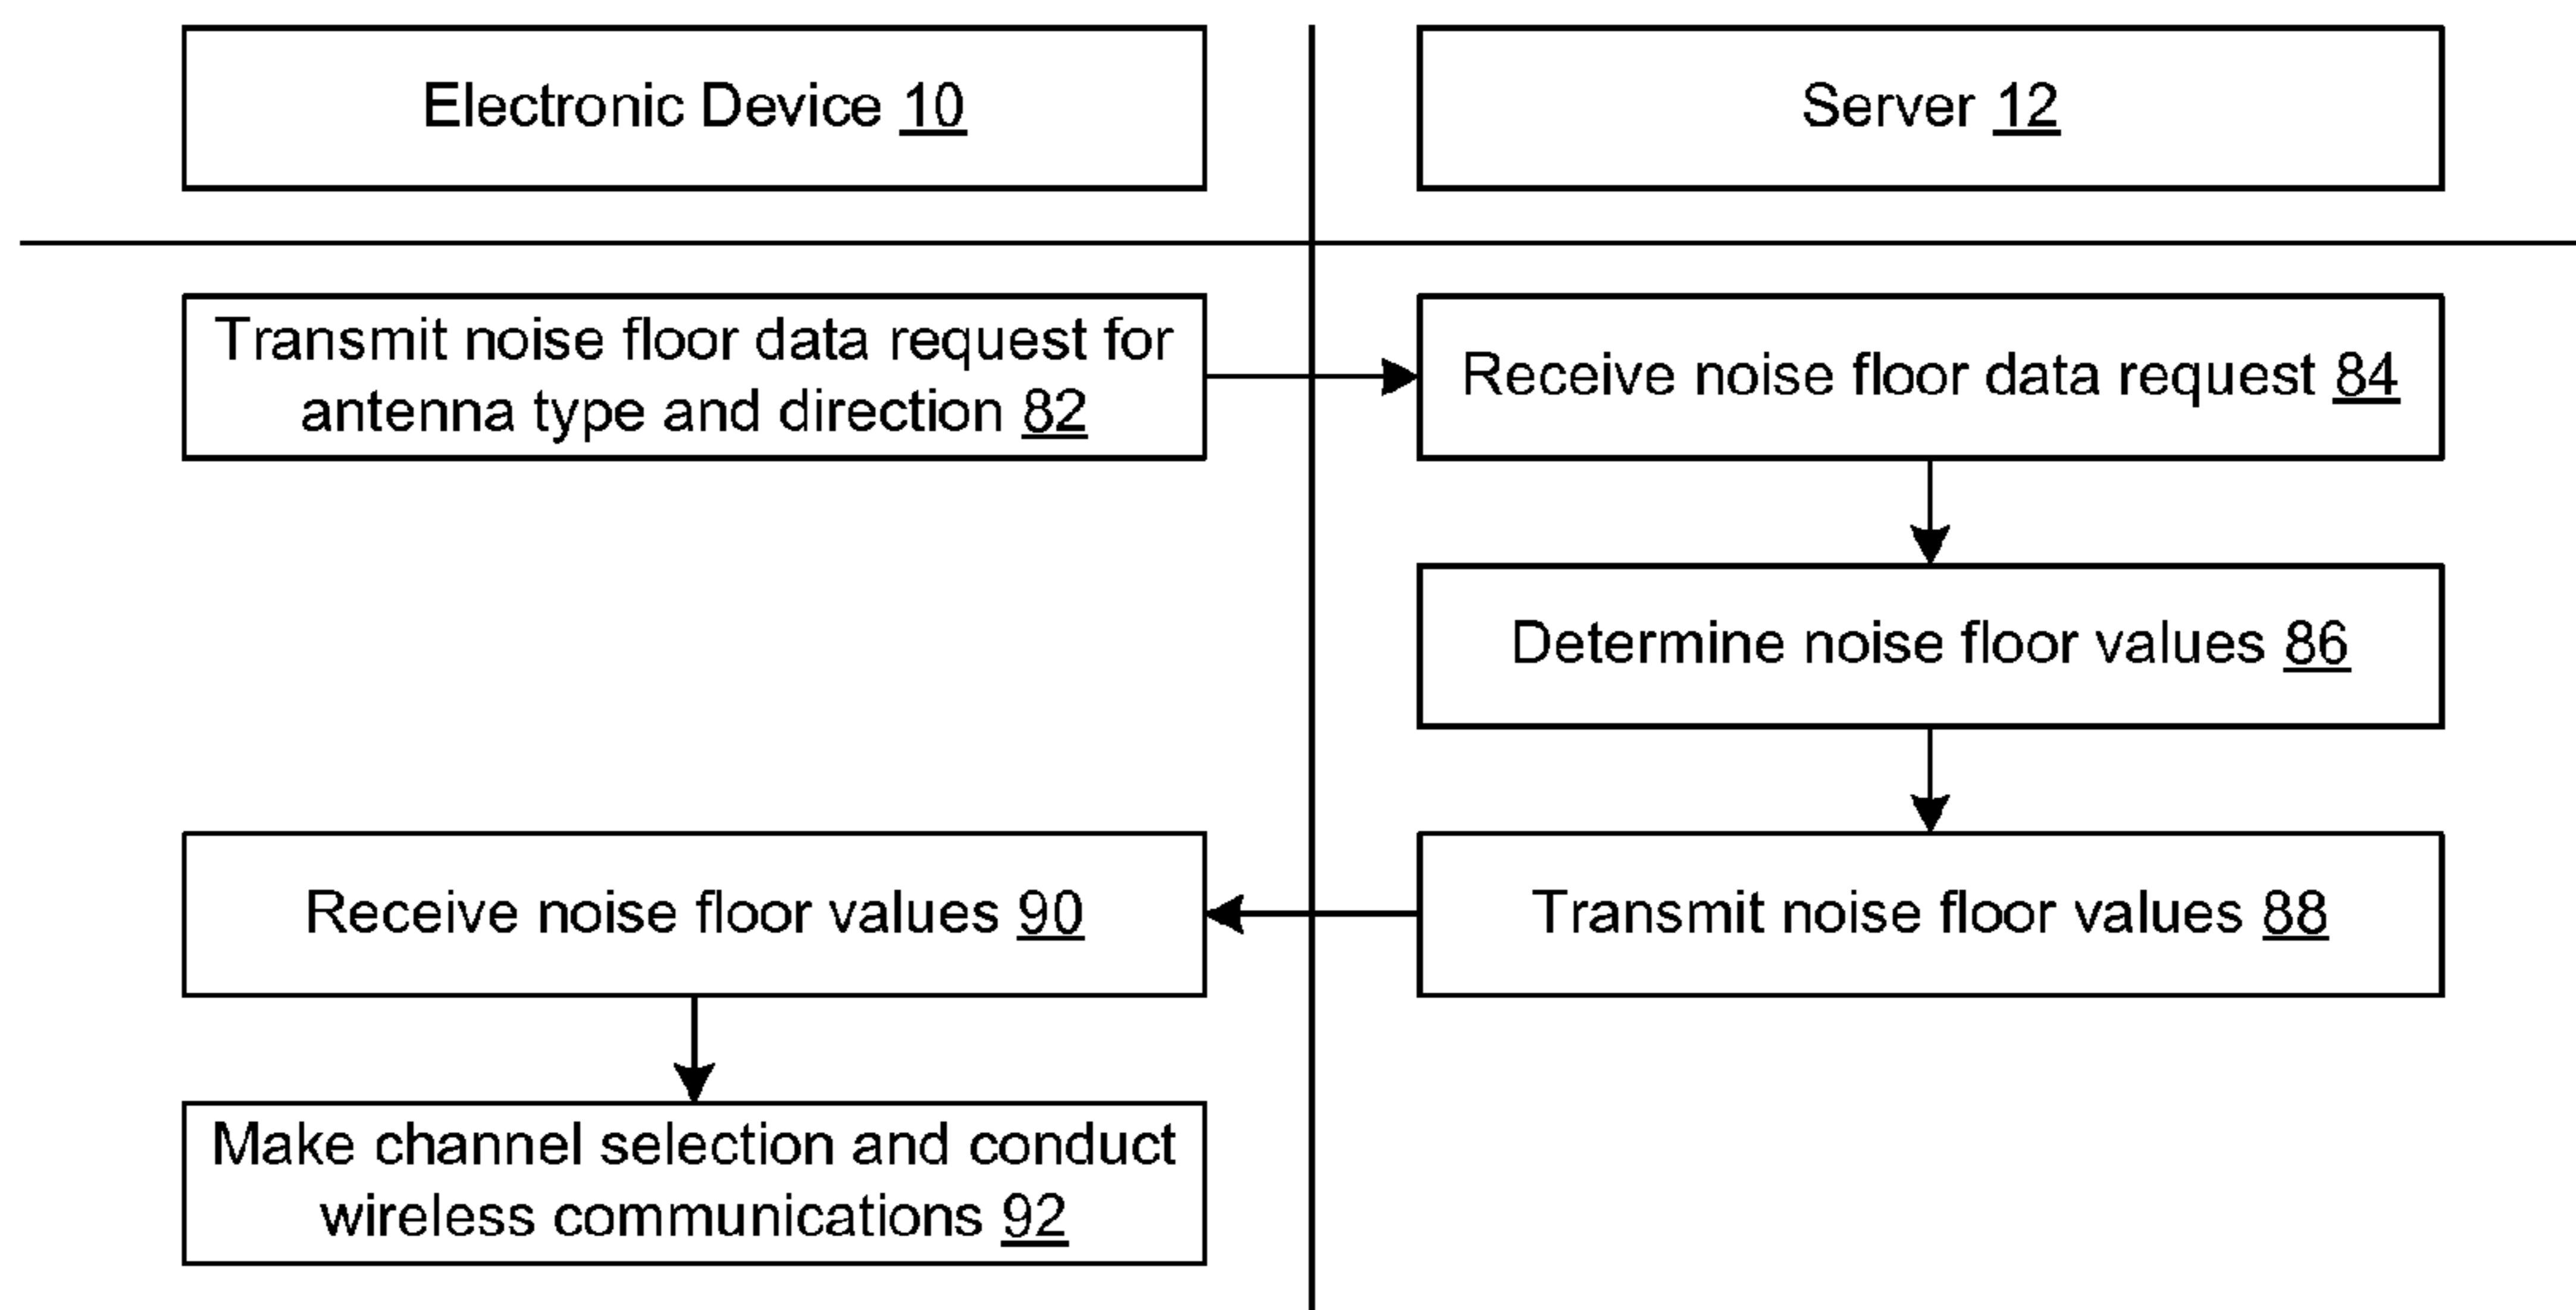 Electronic Device 10
Server 12
Transmit noise floor data request for
antenna type and direction 82
Receive noise floor data request 84
Determine noise floor values 86
Transmit noise floor values 88
Receive noise floor values 90
Make channel selection and conduct
wireless communications 92